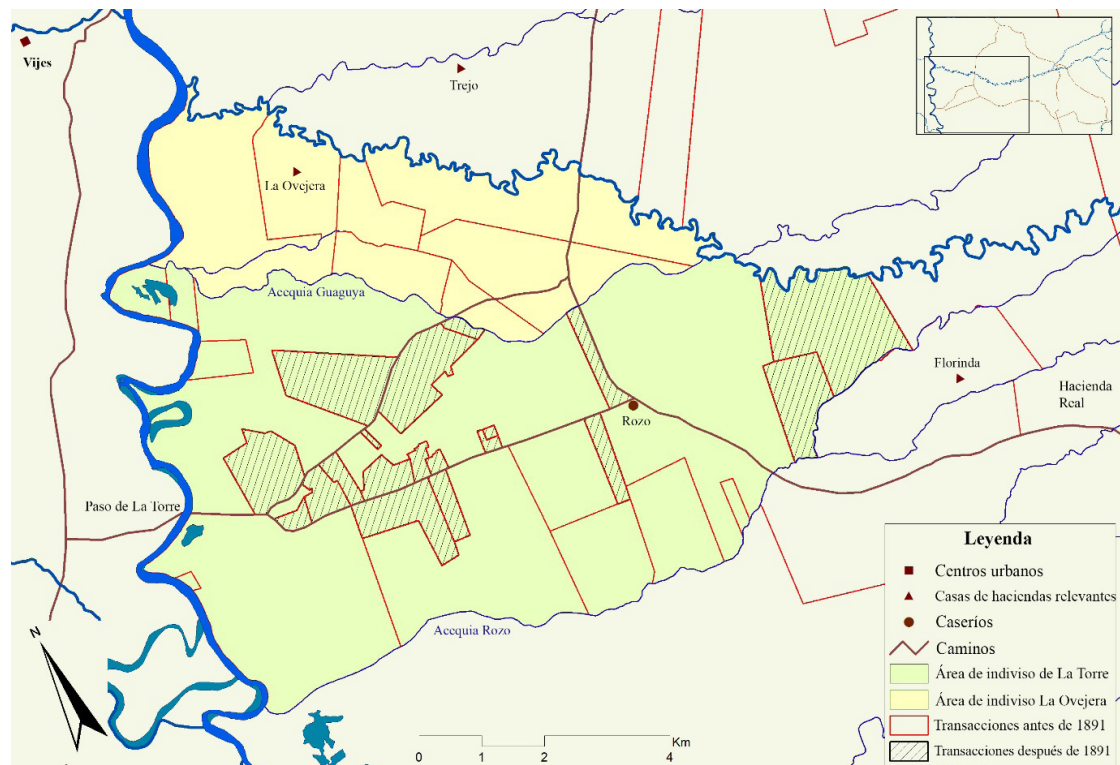 Vijes
Trejo
La Ovejera
Acequia Guaguya
Florinda
Hacienda
Real
Rozo
Paso de La Torre
Acequia Rozo
N
Km
0 1 2 4
Leyenda
Centros urbanos
Casas de haciendas relevantes
Caseríos
Caminos
Área de indiviso de La Torre
Área de indiviso La Ovejera
Transacciones antes de 1891
Transacciones después de 1891